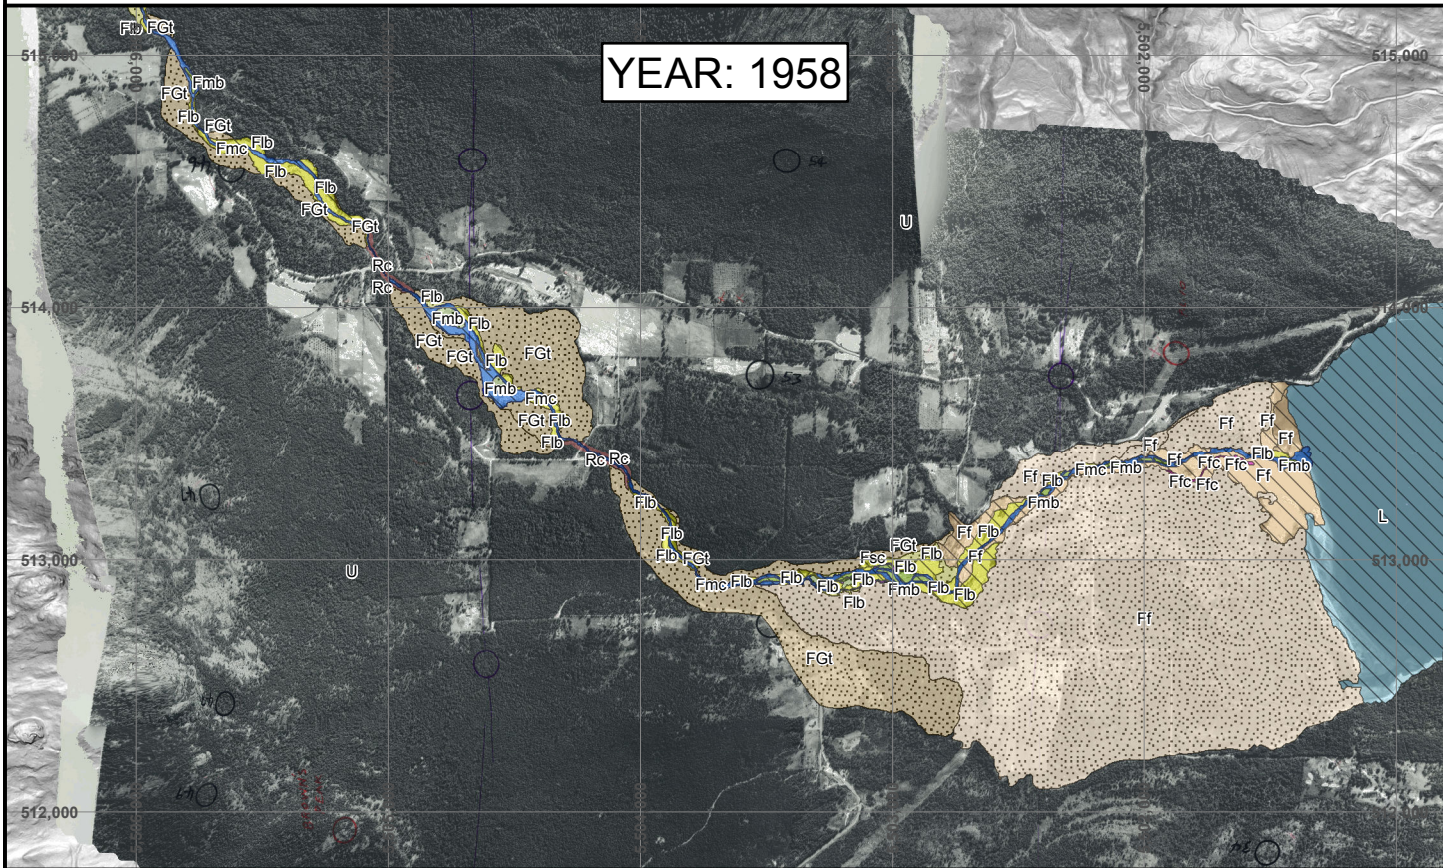 YEAR: 1958
Flb FGt
515,000
5,502,000
515,000
Fmb
FGt
Flb
FGt
Fmc Flb
54
Flb
Flb
FGt
FGt
U
Rc
Rc
514,000
Flb
Fmb Flb
FGt
FGt FGt
Flb
53
Fmb
Fmc
FGt Flb
Flb
Rc Rc
Ff
Ff
Ff
Ff
Ff
Ff
Flb
Fmb
Fmc Fmb
Ffc Ffc
Ff
Ffc Ffc
Ff
Flb
Fmb
Flb
L
Flb
Flb FGt
513,000
FGt
Flb
Ff Flb
Ff
Fsc
Flb
513,000
U
Fmc Flb
Flb
Flb
Flb
Fmb
Flb
Flb
Flb
Ff
FGt
512,000